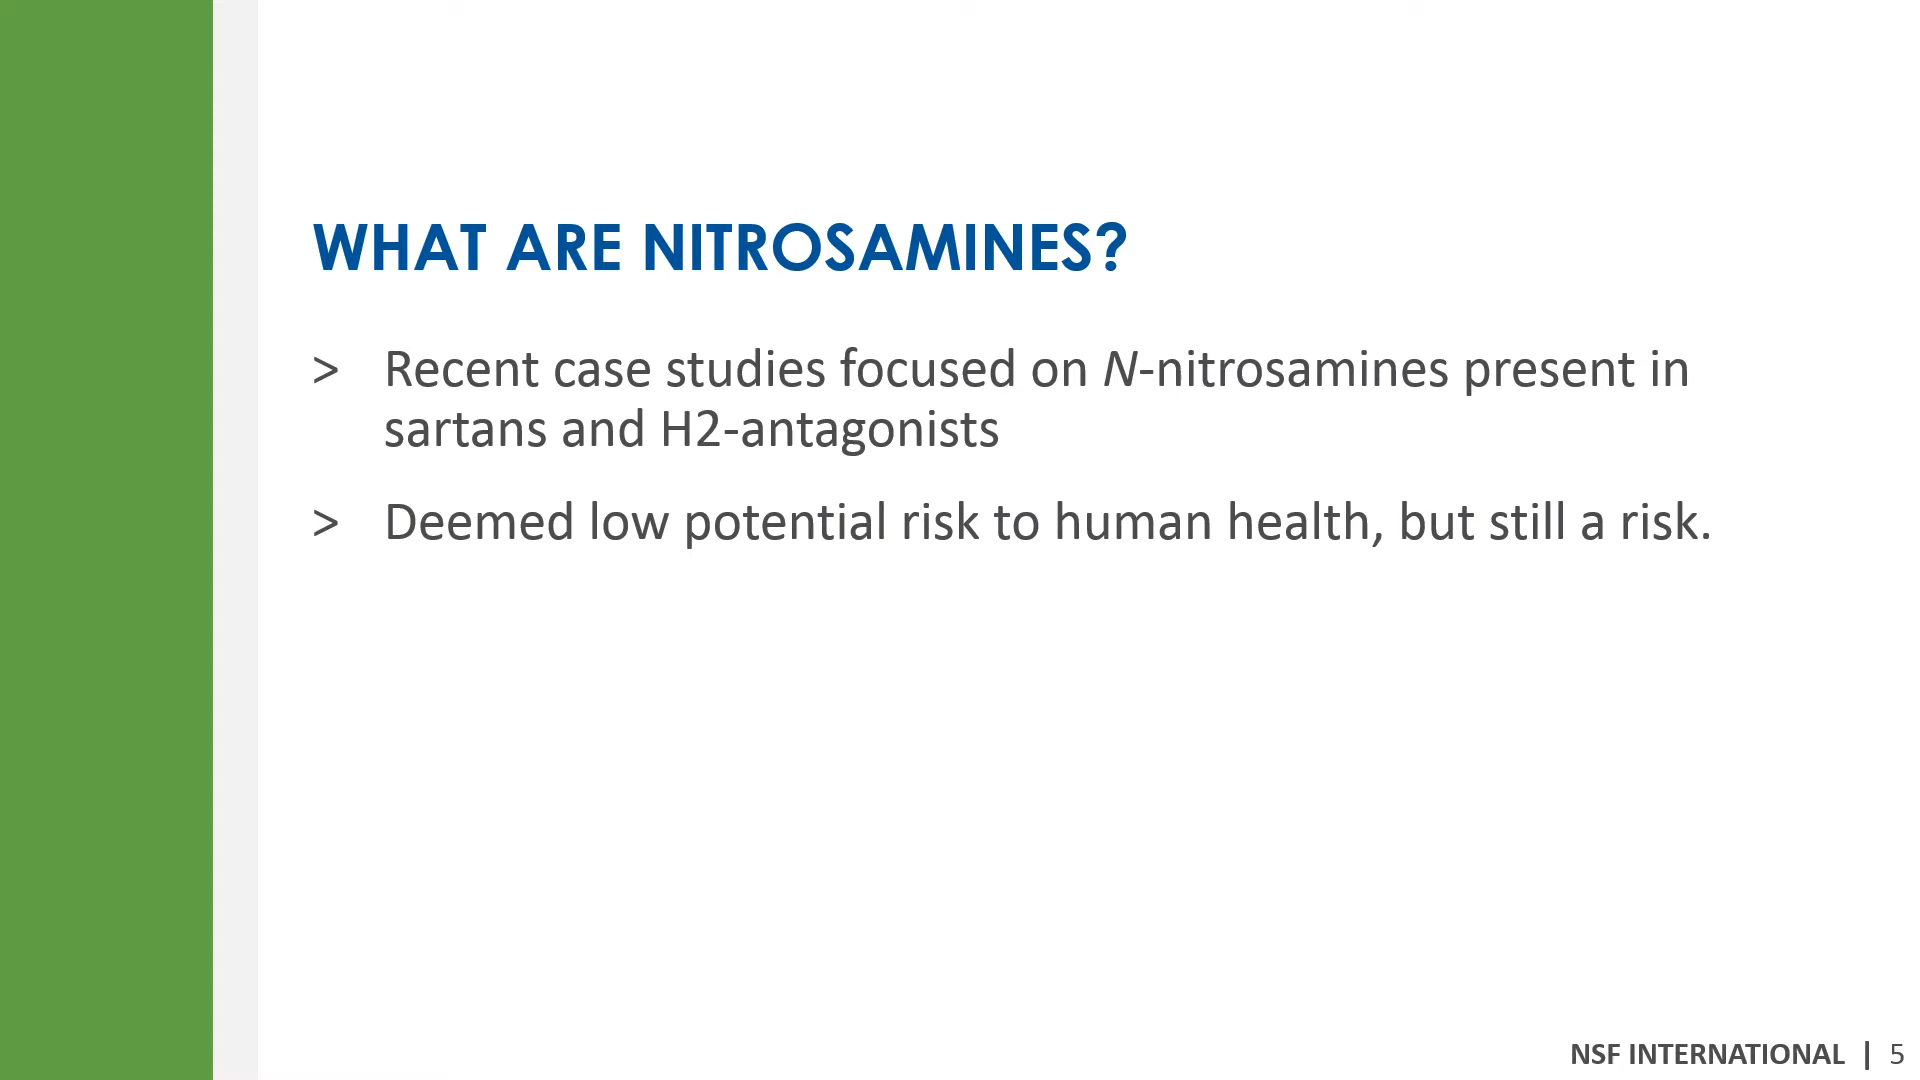 WHAT ARE NITROSAMINES?
> Recent case studies focused on N-nitrosamines present in
sartans and H2-antagonists
> Deemed low potential risk to human health, but still a risk.
NSF INTERNATIONAL | 5